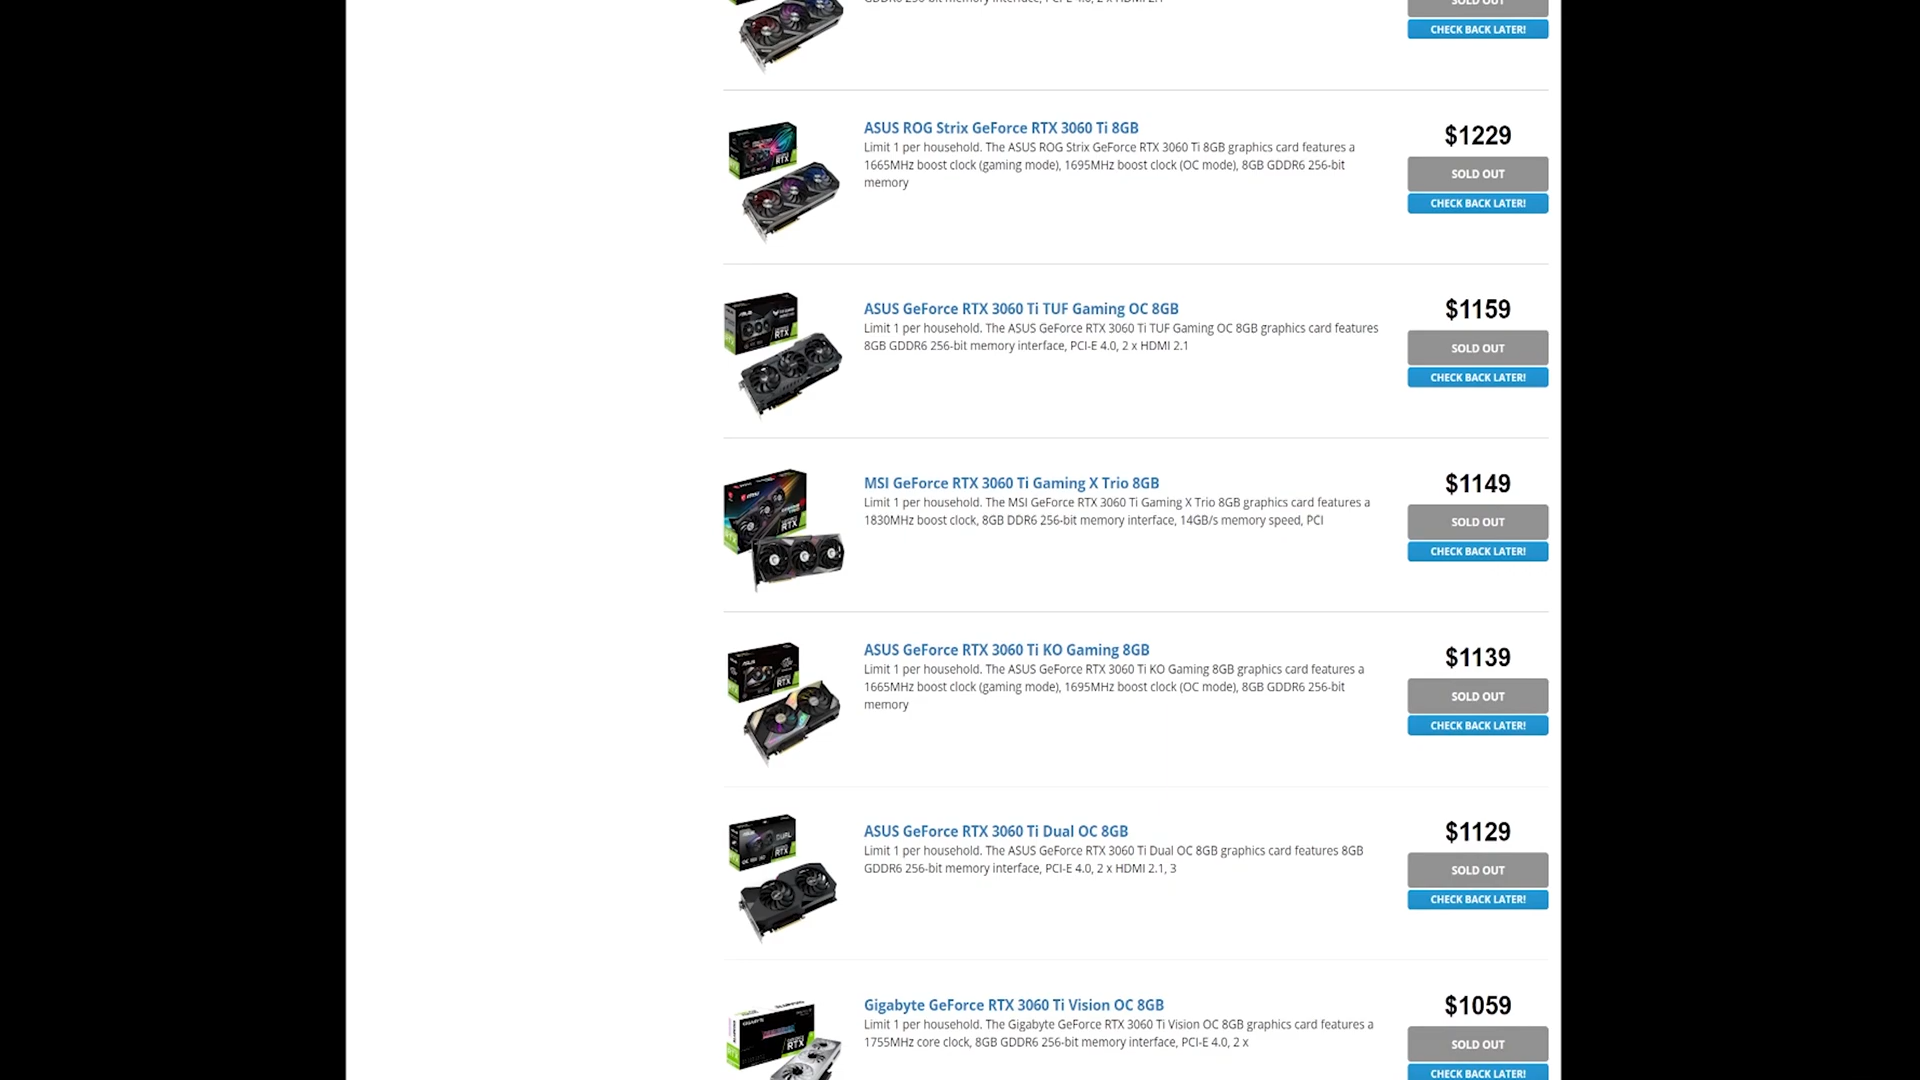 SOLD OUT
CHECK BACK LATER!
ASUS ROG Strix GeForce RTX 3060 Ti 8GB
Limit 1 per household. The ASUS ROG Strix GeForce RTX 3060 Ti 8GB graphics card features a
1665MHz boost clock (gaming mode), 1695MHz boost clock (OC mode), 8GB GDDR6 256-bit
memory
$1229
SOLD OUT
CHECK BACK LATER!
ASUS GeForce RTX 3060 Ti TUF Gaming OC 8GB
Limit 1 per household. The ASUS GeForce RTX 3060 Ti TUF Gaming OC 8GB graphics card features
8GB GDDR6 256-bit memory interface, PCI-E 4.0, 2 x HDMI 2.1
$1159
SOLD OUT
CHECK BACK LATER!
MSI GeForce RTX 3060 Ti Gaming X Trio 8GB
Limit 1 per household. The MSI GeForce RTX 3060 Ti Gaming X Trio 8GB graphics card features a
1830MHz boost clock, 8GB DDR6 256-bit memory interface, 14GB/s memory speed, PCI
$1149
SOLD OUT
CHECK BACK LATER!
ASUS GeForce RTX 3060 Ti KO Gaming 8GB
Limit 1 per household. The ASUS GeForce RTX 3060 Ti KO Gaming 8GB graphics card features a
1665MHz boost clock (gaming mode), 1695MHz boost clock (OC mode), 8GB GDDR6 256-bit
memory
$1139
SOLD OUT
CHECK BACK LATER!
ASUS GeForce RTX 3060 Ti Dual OC 8GB
Limit 1 per household. The ASUS GeForce RTX 3060 Ti Dual OC 8GB graphics card features 8GB
GDDR6 256-bit memory interface, PCI-E 4.0, 2 x HDMI 2.1, 3
$1129
SOLD OUT
CHECK BACK LATER!
Gigabyte GeForce RTX 3060 Ti Vision OC 8GB
Limit 1 per household. The Gigabyte GeForce RTX 3060 Ti Vision OC 8GB graphics card features a
1755MHz core clock, 8GB GDDR6 256-bit memory interface, PCI-E 4.0, 2 x
$1059
SOLD OUT
CHECK BACK LATER!